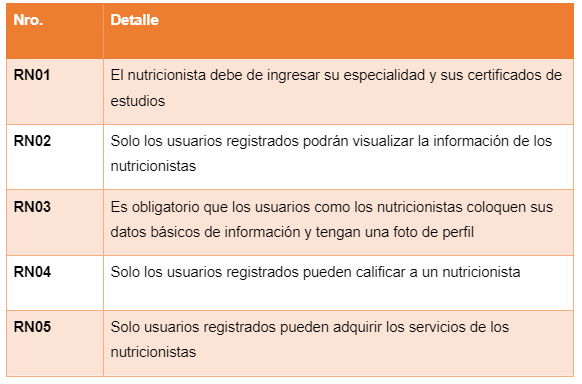 Nro. Detalle
RN01 El nutricionista debe de ingresar su especialidad y sus certificados de
estudios
RN02 Solo los usuarios registrados podrán visualizar la información de los
nutricionistas
RN03 Es obligatorio que los usuarios como los nutricionistas coloquen sus
datos básicos de información y tengan una foto de perfil
RN04 Solo los usuarios registrados pueden calificar a un nutricionista
RN05 Solo usuarios registrados pueden adquirir los servicios de los
nutricionistas